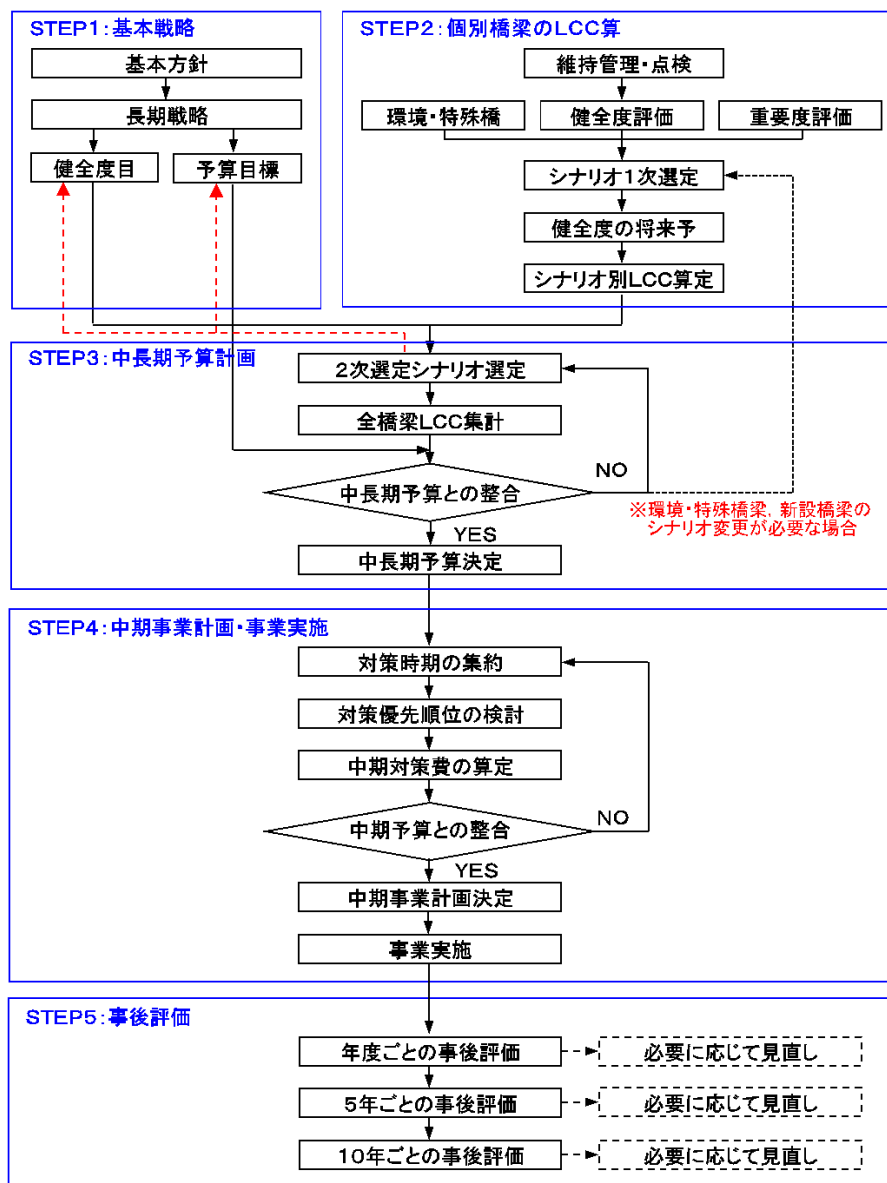 STEP1:基本戦略
基本方針
長期戦略
健全度目
予算目標
STEP2:個別橋梁のLCC算
維持管理・点検
環境・特殊橋
健全度評価
重要度評価
シナリオ1次選定
健全度の将来予
シナリオ別LCC算定
STEP3:中長期予算計画
2次選定シナリオ選定
全橋梁LCC集計
中長期予算との整合
NO
※環境・特殊橋梁,新設橋梁の
シナリオ変更が必要な場合
YES
中長期予算決定
STEP4:中期事業計画・事業実施
対策時期の集約
対策優先順位の検討
中期対策費の算定
中期予算との整合
NO
YES
中期事業計画決定
事業実施
STEP5:事後評価
年度ごとの事後評価
必要に応じて見直し
5年ごとの事後評価
必要に応じて見直し
10年ごとの事後評価
必要に応じて見直し